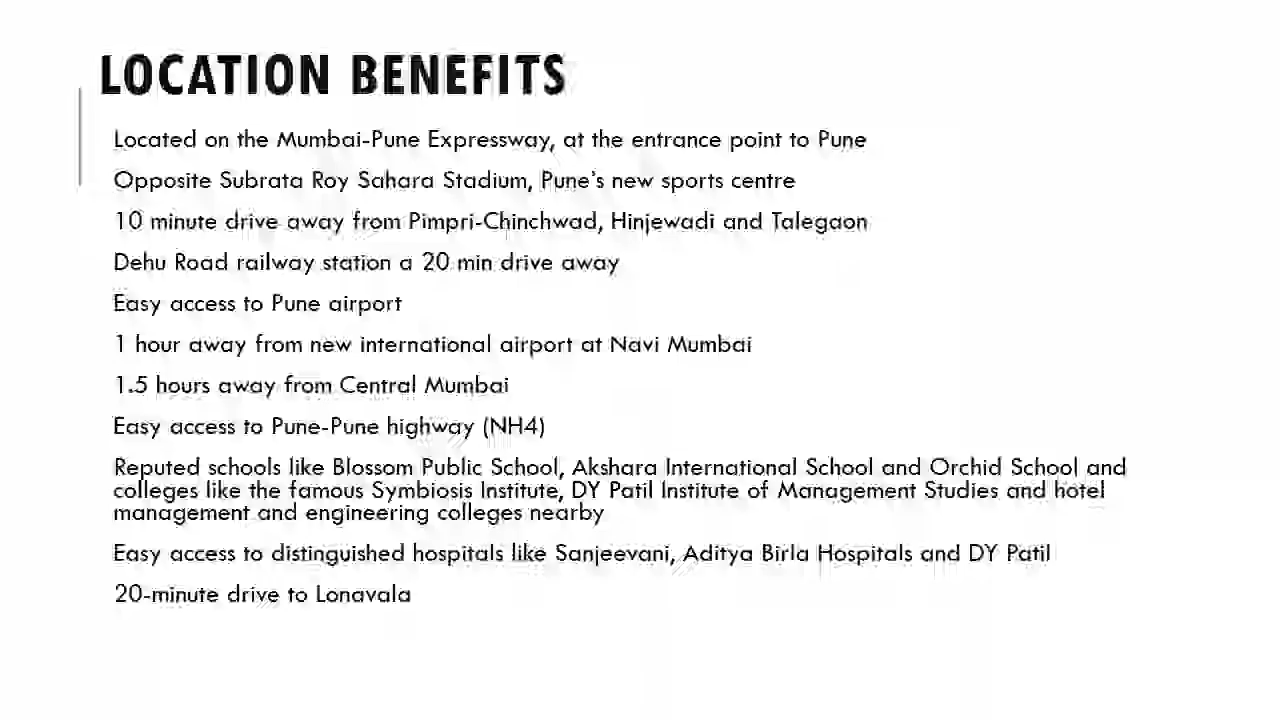 LOCATION BENEFITS
Located on the Mumbai-Pune Expressway, at the entrance point to Pune
Opposite Subrata Roy Sahara Stadium, Pune's new sports centre
10 minute drive away from Pimpri-Chinchwad, Hinjewadi and Talegaon
Dehu Road railway station a 20 min drive away
Easy access to Pune airport
1 hour away from new international airport at Navi Mumbai
1.5 hours away from Central Mumbai
Easy access to Pune-Pune highway (NH4)
Reputed schools like Blossom Public School, Akshara International School and Orchid School and
colleges like the famous Symbiosis Institute, DY Patil Institute of Management Studies and hotel
management and engineering colleges nearby
Easy access to distinguished hospitals like Sanjeevani, Aditya Birla Hospitals and DY Patil
20-minute drive to Lonavala